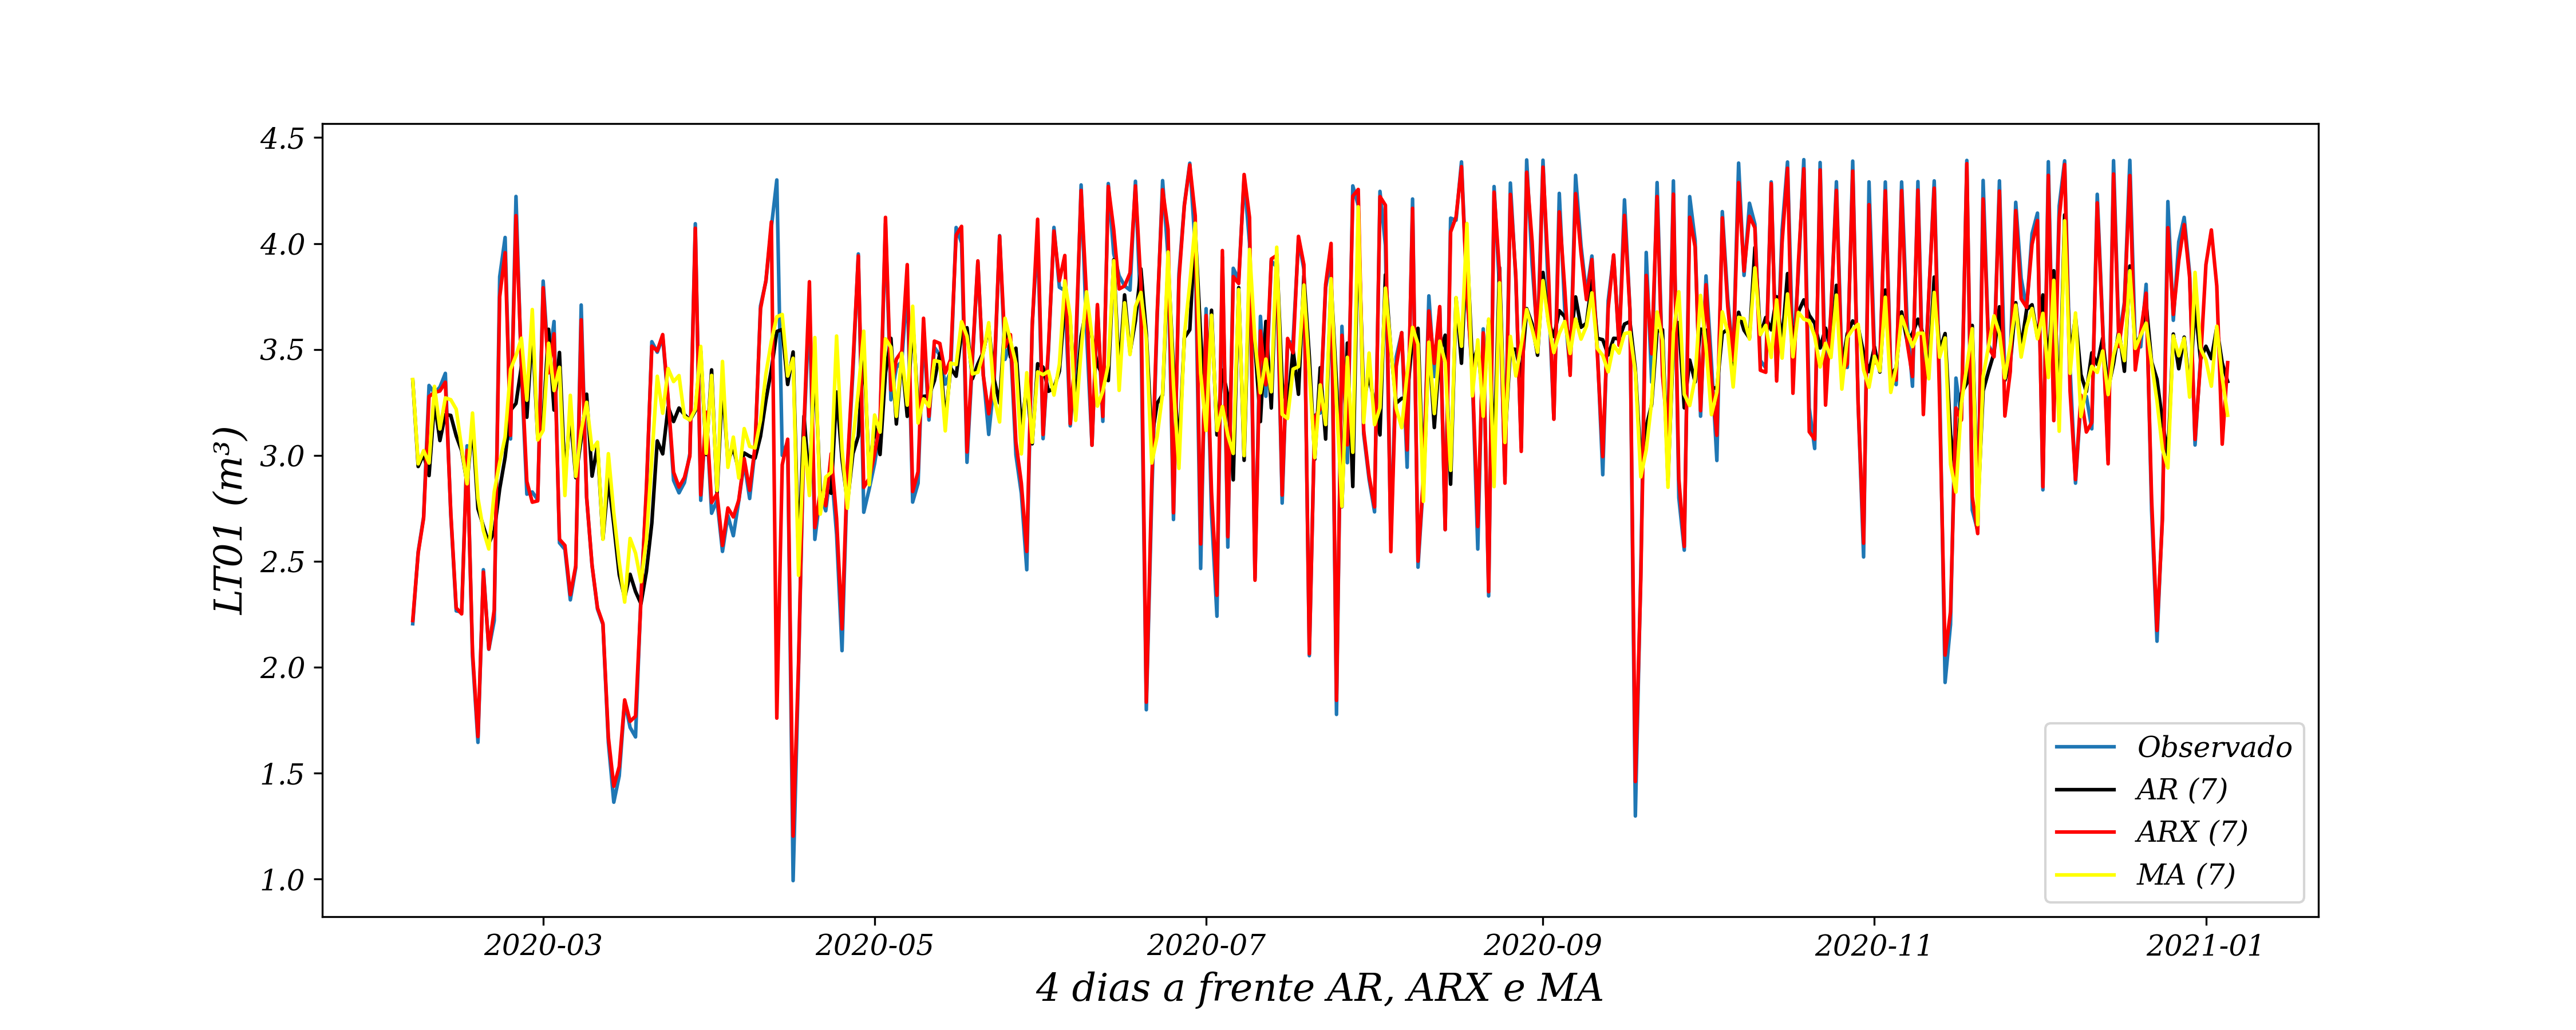 LT01 (m³)
4.5
4.0
3.5
3.0
2.5
2.0
1.5
1.0
Observado
AR (7)
ARX (7)
MA (7)
2020-03 2020-05 2020-07 2020-09 2020-11 2021-01
4 dias a frente AR, ARX e MA